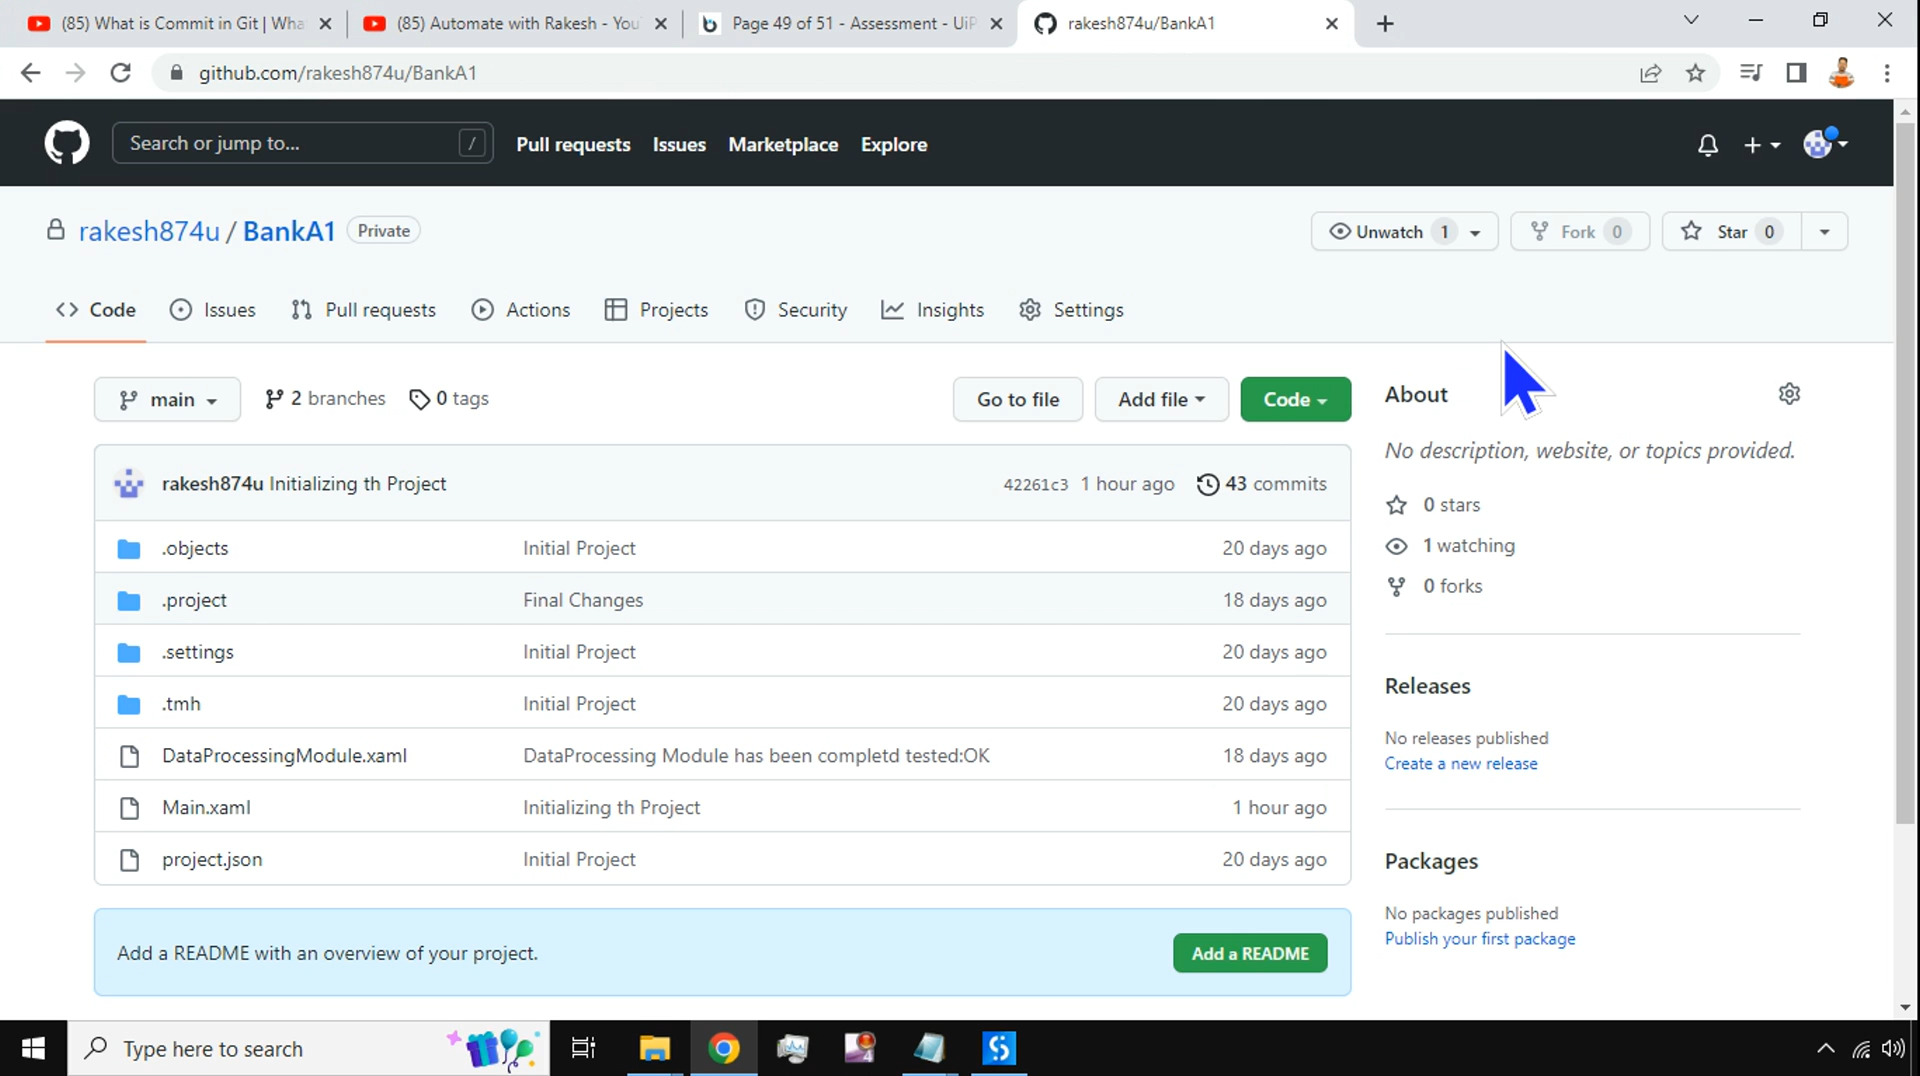 (85) What is Commit in Git | Wha
(85) Automate with Rakesh - You
Page 49 of 51 - Assessment - UiP
rakesh874u/BankA1
github.com/rakesh874u/BankA1
Search or jump to...
/
Pull requests
Issues
Marketplace
Explore
rakesh874u / BankA1
Private
Unwatch 1
Fork 0
Star 0
Code
Issues
Pull requests
Actions
Projects
Security
Insights
Settings
main
2 branches
0 tags
Go to file
Add file
Code
rakesh874u Initializing th Project
42261c3 1 hour ago
43 commits
.objects
Initial Project
20 days ago
.project
Final Changes
18 days ago
.settings
Initial Project
20 days ago
.tmh
Initial Project
20 days ago
DataProcessingModule.xaml
DataProcessing Module has been completd tested:OK
18 days ago
Main.xaml
Initializing th Project
1 hour ago
project.json
Initial Project
20 days ago
Add a README with an overview of your project.
Add a README
About
No description, website, or topics provided.
0 stars
1 watching
0 forks
Releases
No releases published
Create a new release
Packages
No packages published
Publish your first package
Type here to search
4